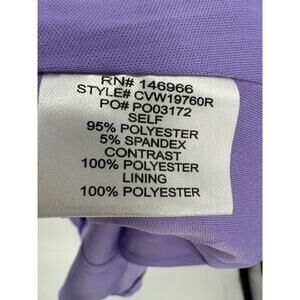 RN# 146966
STYLE# CVW19760R
PO# PO03172
SELF
95% POLYESTER
5% SPANDEX
CONTRAST
100% POLYESTER
LINING
100% POLYESTER